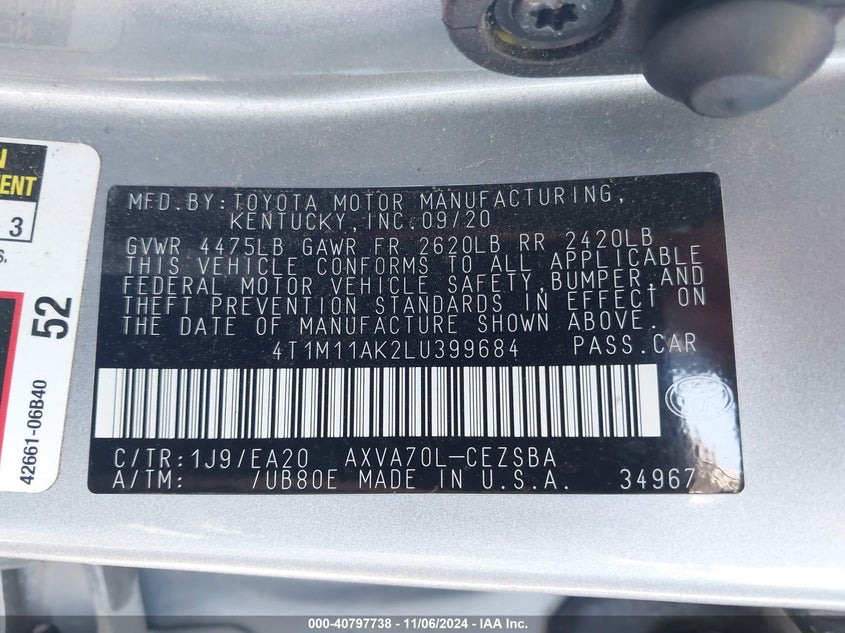 N
MENT
3
S.
52
42661-06B40
MFD.BY:TOYOTA MOTOR MANUFACTURING,
KENTUCKY, INC.09/20
GVWR 4475LB GAWR FR 2620LB RR 2420LB
THIS VEHICLE CONFORMS TO ALL APPLICABLE
FEDERAL MOTOR VEHICLE SAFETY,BUMPER,AND
THEFT PREVENTION STANDARDS IN EFFECT ON
THE DATE OF MANUFACTURE SHOWN ABOVE.
4T1M11AK2LU399684 PASS.CAR
C/TR:1J9/EA20 AXVA70L-CEZSBA
A/TM: /UB80E MADE IN U.S.A. 34967
000-40797738 - 11/06/2024 - IAA Inc.